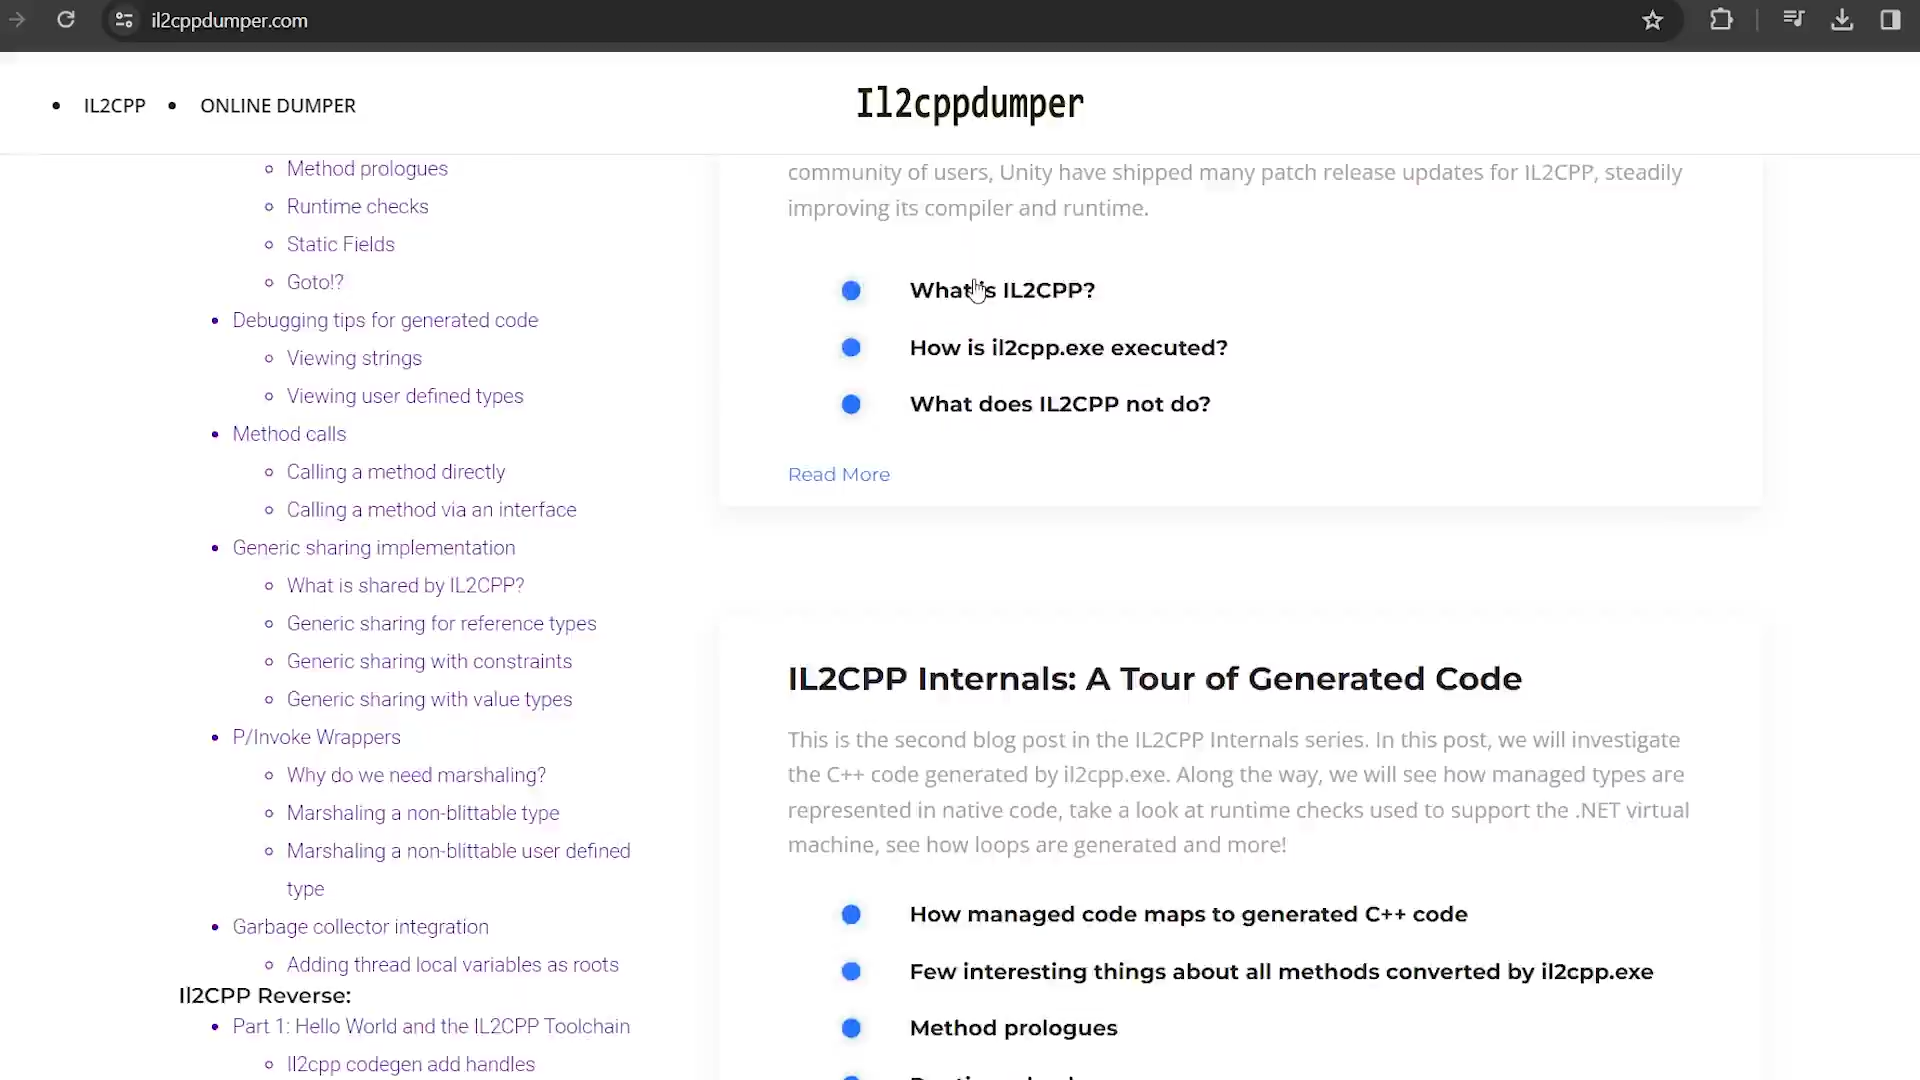 il2cppdumper.com
IL2CPP
ONLINE DUMPER
Il2cppdumper
Method prologues
Runtime checks
Static Fields
Goto!?
Debugging tips for generated code
Viewing strings
Viewing user defined types
Method calls
Calling a method directly
Calling a method via an interface
Generic sharing implementation
What is shared by IL2CPP?
Generic sharing for reference types
Generic sharing with constraints
Generic sharing with value types
P/Invoke Wrappers
Why do we need marshaling?
Marshaling a non-blittable type
Marshaling a non-blittable user defined
type
Garbage collector integration
Adding thread local variables as roots
Il2CPP Reverse:
Part 1: Hello World and the IL2CPP Toolchain
Il2cpp codegen add handles
community of users, Unity have shipped many patch release updates for IL2CPP, steadily
improving its compiler and runtime.
What is IL2CPP?
How is il2cpp.exe executed?
What does IL2CPP not do?
Read More
IL2CPP Internals: A Tour of Generated Code
This is the second blog post in the IL2CPP Internals series. In this post, we will investigate
the C++ code generated by il2cpp.exe. Along the way, we will see how managed types are
represented in native code, take a look at runtime checks used to support the .NET virtual
machine, see how loops are generated and more!
How managed code maps to generated C++ code
Few interesting things about all methods converted by il2cpp.exe
Method prologues